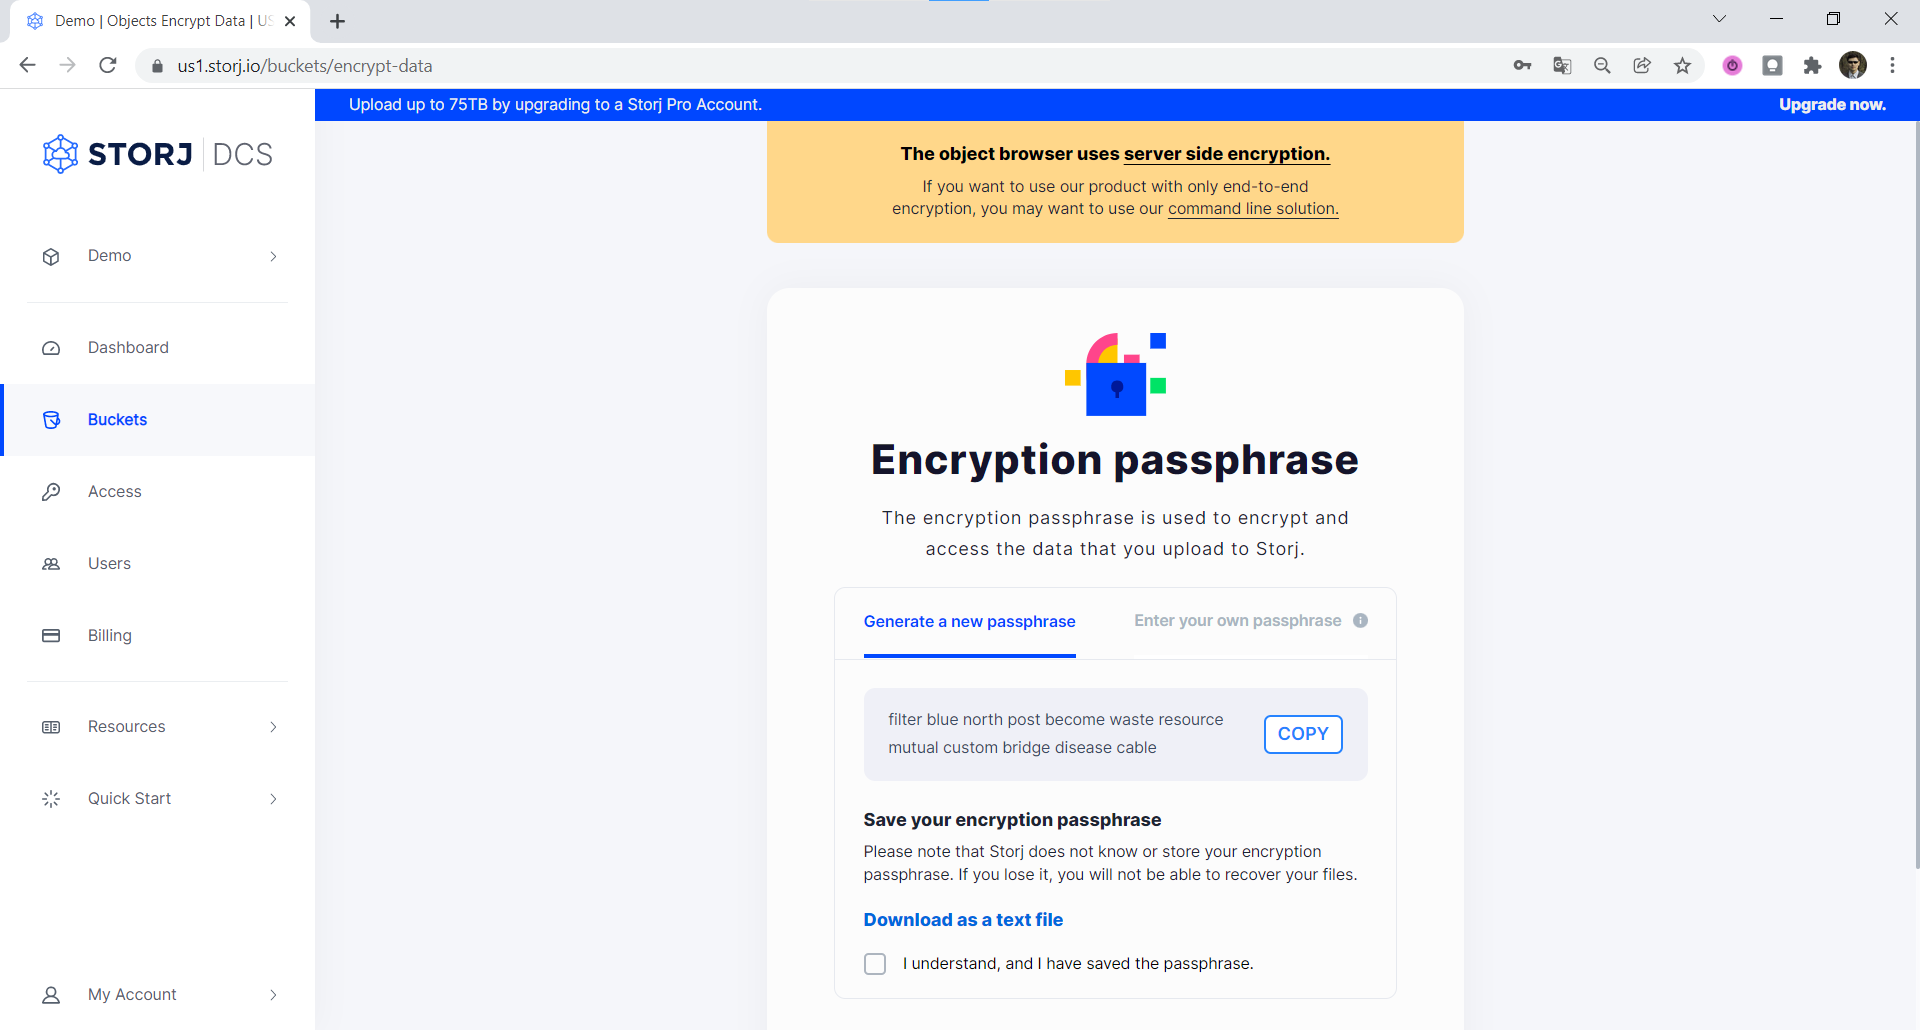 Demo | Objects Encrypt Data | US
us1.storj.io/buckets/encrypt-data
Upload up to 75TB by upgrading to a Storj Pro Account.
Upgrade now.
STORJ DCS
Demo
Dashboard
Buckets
Access
Users
Billing
Resources
Quick Start
My Account
The object browser uses server side encryption.
If you want to use our product with only end-to-end
encryption, you may want to use our command line solution.
Encryption passphrase
The encryption passphrase is used to encrypt and
access the data that you upload to Storj.
Generate a new passphrase
Enter your own passphrase
filter blue north post become waste resource
mutual custom bridge disease cable
COPY
Save your encryption passphrase
Please note that Storj does not know or store your encryption
passphrase. If you lose it, you will not be able to recover your files.
Download as a text file
I understand, and I have saved the passphrase.